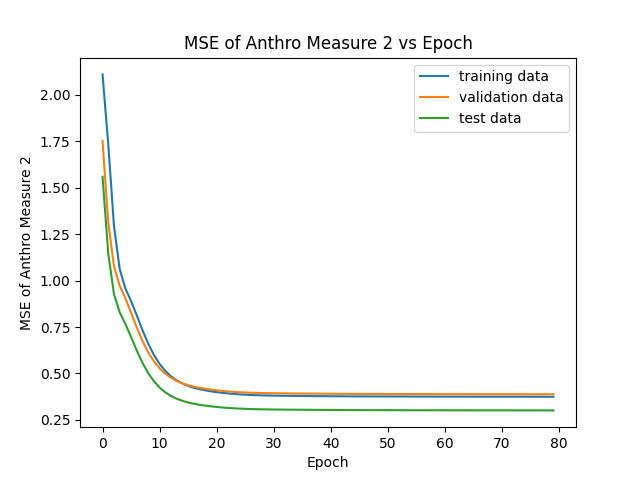 MSE of Anthro Measure 2 vs Epoch
training data
validation data
test data
MSE of Anthro Measure 2
2.00
1.75
1.50
1.25
1.00
0.75
0.50
0.25
0 10 20 30 40 50 60 70 80
Epoch